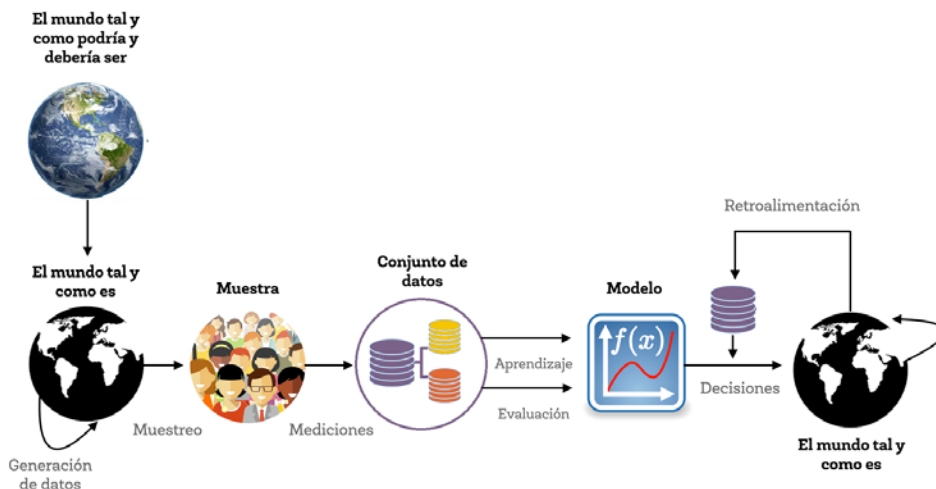 El mundo tal y
como podría y
debería ser
El mundo tal y
como es
Generación
de datos
Muestreo
Muestra
Mediciones
Conjunto de
datos
Aprendizaje
Evaluación
Modelo
f(x)
Decisiones
Retroalimentación
El mundo tal y
como es